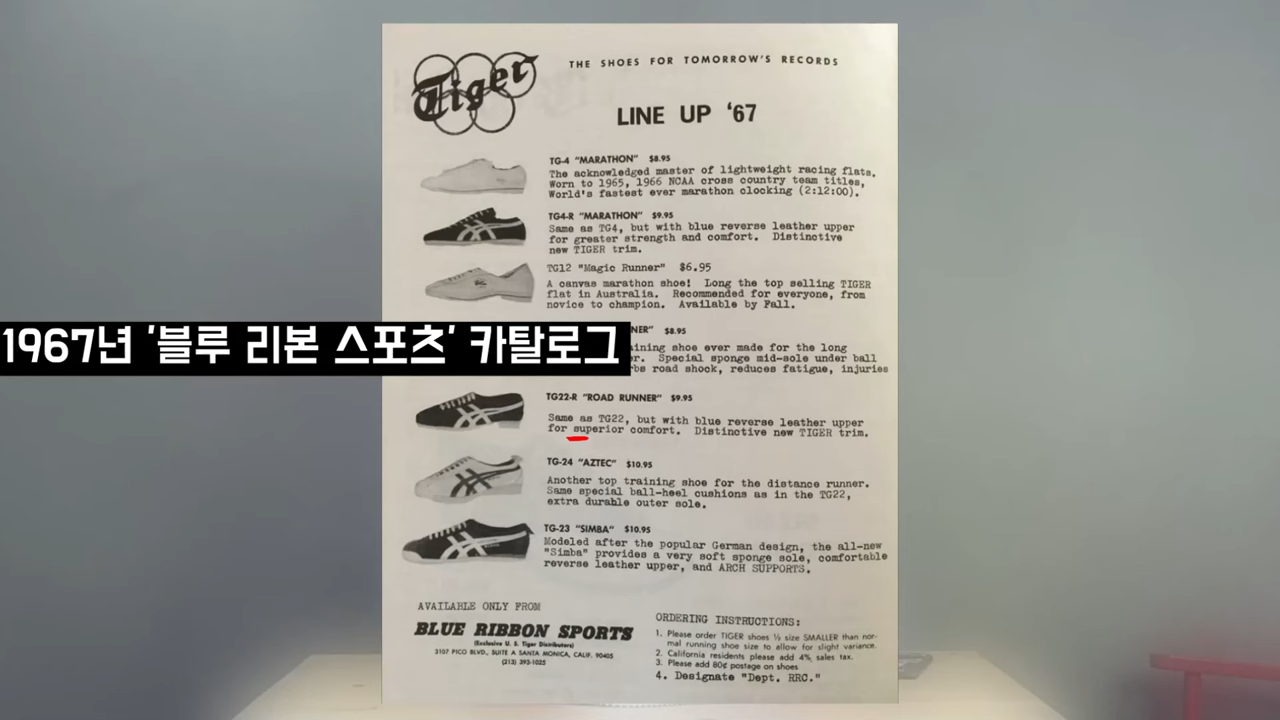 Tiger
THE SHOES FOR TOMORROW'S RECORDS
LINE UP '67
TG-4 "MARATHON" $8.95
The acknowledged master of lightweight racing flats.
Worn to 1965, 1966 NCAA cross country team titles,
World's fastest ever marathon clocking (2:12:00).
TG4-R "MARATHON" $9.95
Same as TG4, but with blue reverse leather upper
for greater strength and comfort. Distinctive
new TIGER trim.
TG12 "Magic Runner" $6.95
A canvas marathon shoe! Long the top selling TIGER
flat in Australia. Recommended for everyone, from
novice to champion. Available by Fall.
1967년 '블루 리본 스포츠' 카탈로그
NER" $8.95
ining shoe ever made for the long
er. Special sponge mid-sole under ball
rbs road shock, reduces fatigue, injuries
TG22-R "ROAD RUNNER" $9.95
Same as TG22, but with blue reverse leather upper
for superior comfort. Distinctive new TIGER trim.
TG-24 "AZTEC" $10.95
Another top training shoe for the distance runner.
Same special ball-heel cushions as in the TG22,
extra durable outer sole.
TG-23 "SIMBA" $10.95
Modeled after the popular German design, the all-new
"Simba" provides a very soft sponge sole, comfortable
reverse leather upper, and ARCH SUPPORTS.
AVAILABLE ONLY FROM
BLUE RIBBON SPORTS
(Exclusive U. S. Tiger Distributors)
3107 PICO BLVD., SUITE A SANTA MONICA, CALIF. 90405
(213) 393-1025
ORDERING INSTRUCTIONS:
1. Please order TIGER shoes ½ size SMALLER than nor-
mal running shoe size to allow for slight variance.
2. California residents please add 4% sales tax.
3. Please add 80¢ postage on shoes
4. Designate "Dept. RRC."